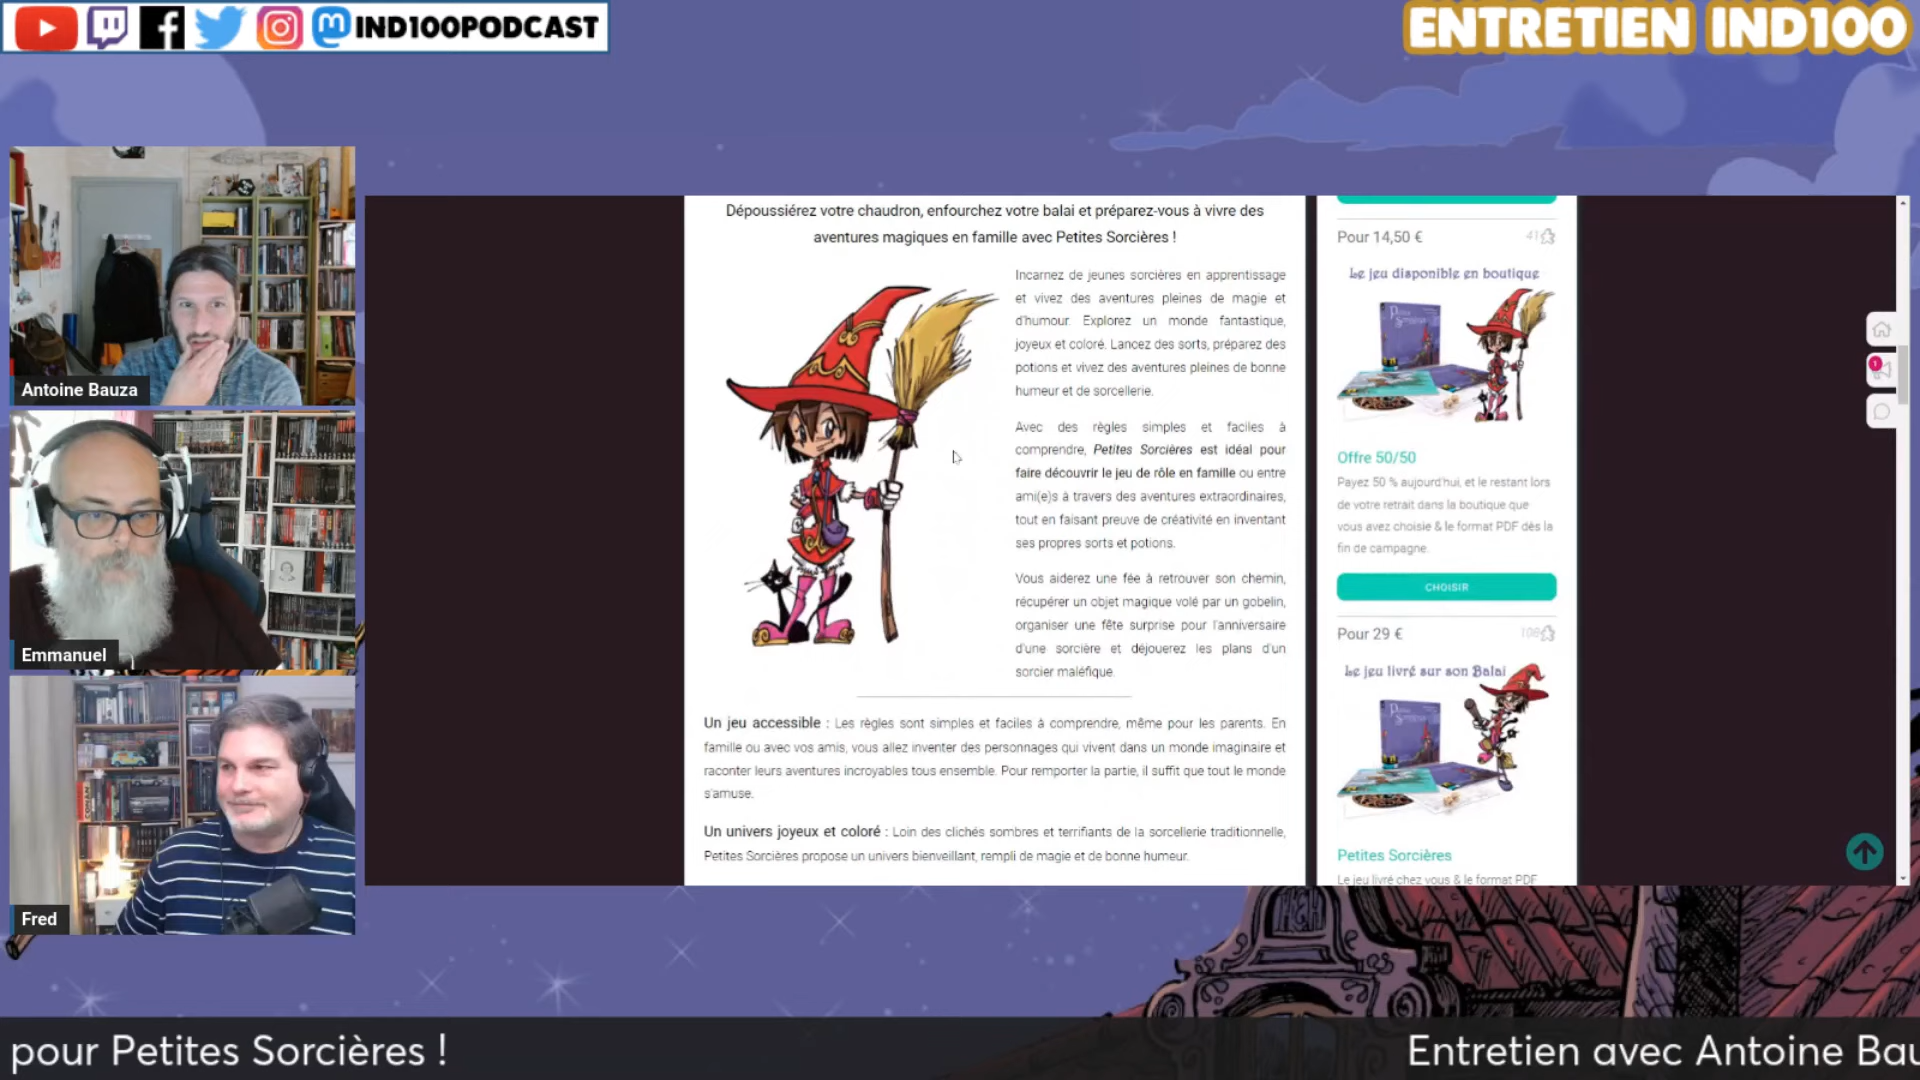 IND100PODCAST
ENTRETIEN IND100
Antoine Bauza
Emmanuel
Fred
Dépoussiérez votre chaudron, enfourchez votre balai et préparez-vous à vivre des
aventures magiques en famille avec Petites Sorcières !
Incarnez de jeunes sorcières en apprentissage
et vivez des aventures pleines de magie et
d'humour. Explorez un monde fantastique,
joyeux et coloré. Lancez des sorts, préparez des
potions et vivez des aventures pleines de bonne
humeur et de sorcellerie.
Avec des règles simples et faciles à
comprendre, Petites Sorcières est idéal pour
faire découvrir le jeu de rôle en famille ou entre
ami(e)s à travers des aventures extraordinaires,
tout en faisant preuve de créativité en inventant
ses propres sorts et potions.
Vous aiderez une fée à retrouver son chemin,
récupérer un objet magique volé par un gobelin,
organiser une fête surprise pour l'anniversaire
d'une sorcière et déjouerez les plans d'un
sorcier maléfique.
Un jeu accessible : Les règles sont simples et faciles à comprendre, même pour les parents. En
famille ou avec vos amis, vous allez inventer des personnages qui vivent dans un monde imaginaire et
raconter leurs aventures incroyables tous ensemble. Pour remporter la partie, il suffit que tout le monde
s'amuse.
Un univers joyeux et coloré : Loin des clichés sombres et terrifiants de la sorcellerie traditionnelle,
Petites Sorcières propose un univers bienveillant, rempli de magie et de bonne humeur.
Pour 14,50 €
41
Le jeu disponible en boutique
Offre 50/50
Payez 50 % aujourd'hui, et le restant lors
de votre retrait dans la boutique que
vous avez choisie & le format PDF dès la
fin de campagne.
CHOISIR
Pour 29 €
108
Le jeu livré sur son Balai
Petites Sorcières
Le jeu livré chez vous & le format PDF
1
pour Petites Sorcières !
Entretien avec Antoine Bau